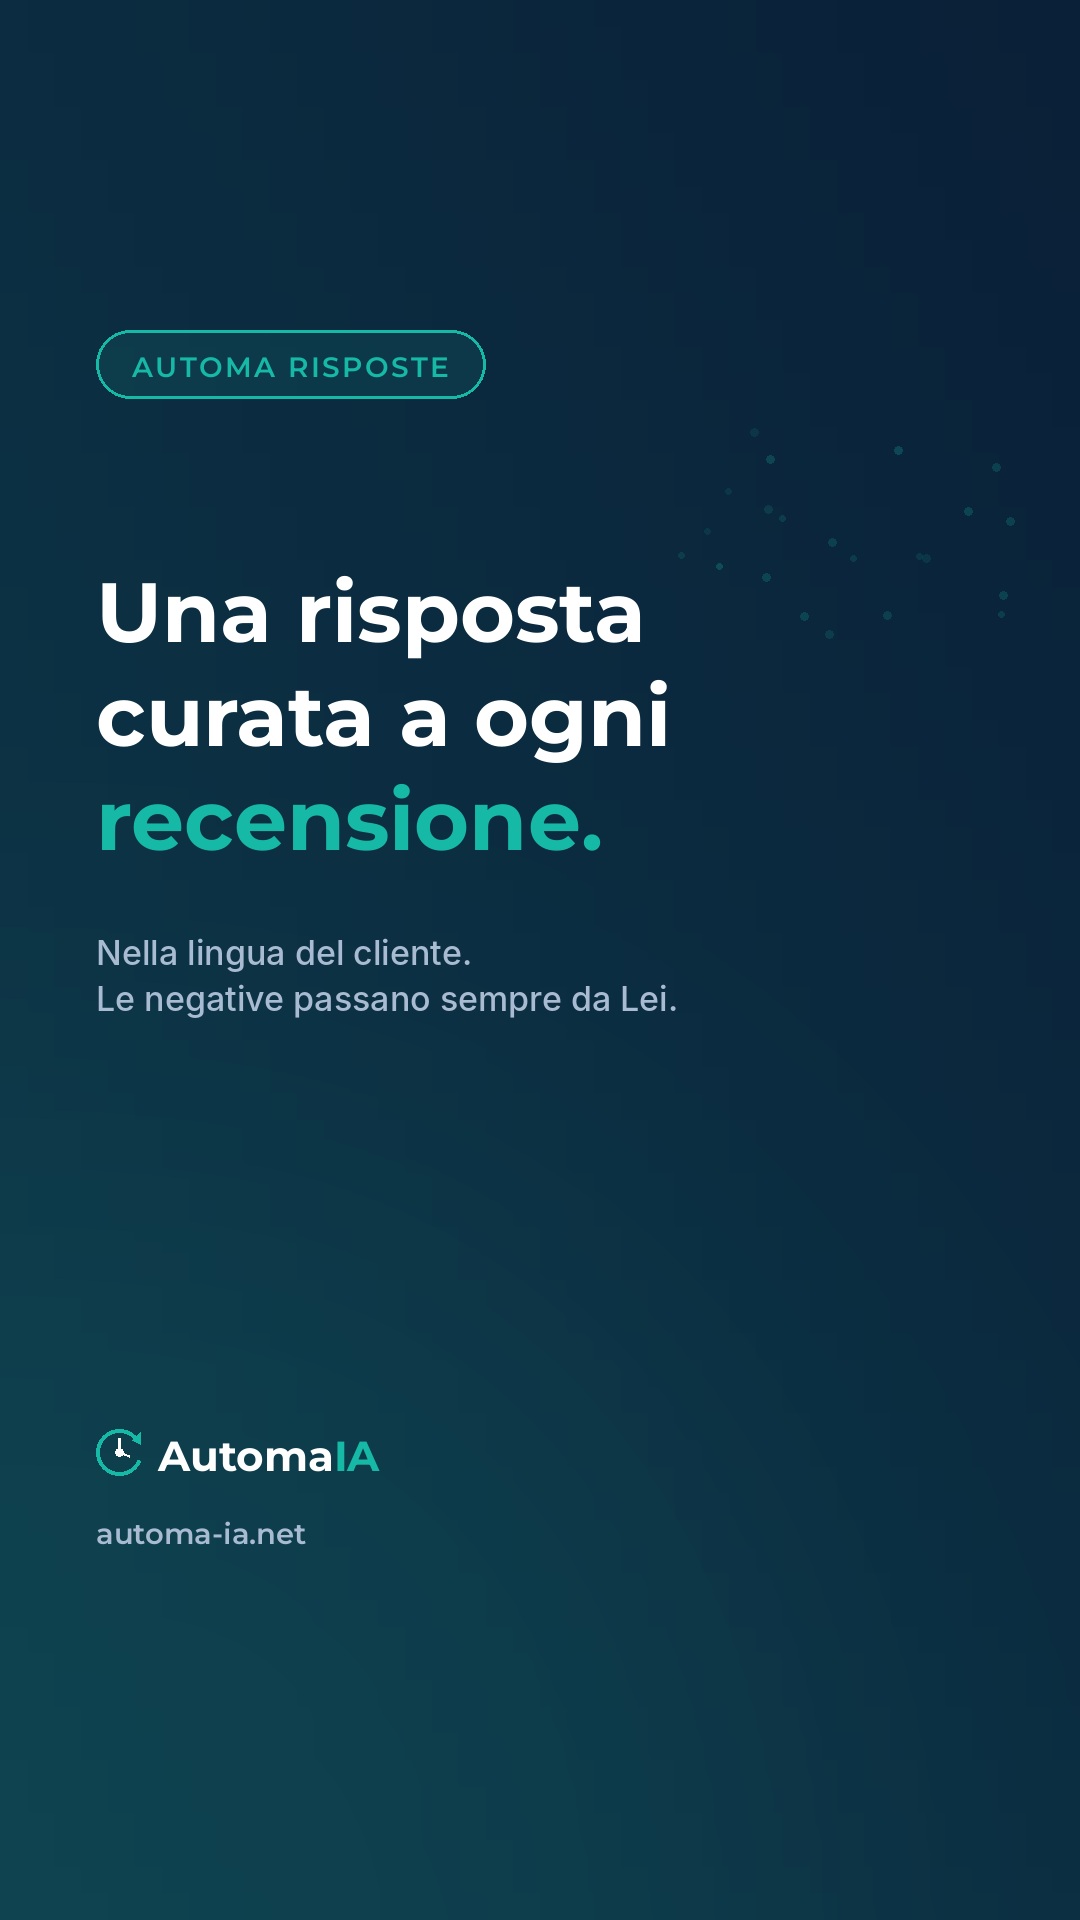 AUTOMA RISPOSTE
Una risposta
curata a ogni
recensione.
Nella lingua del cliente.
Le negative passano sempre da Lei.
AutomaIA
automa-ia.net